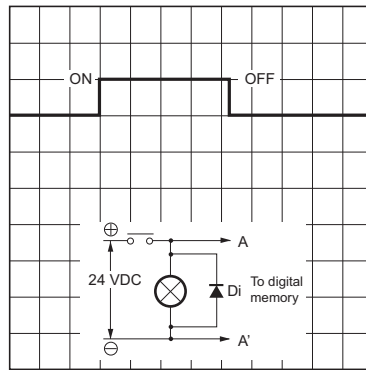 ON OFF
⊕
A
24 VDC
Di
To digital
memory
A'
⊖